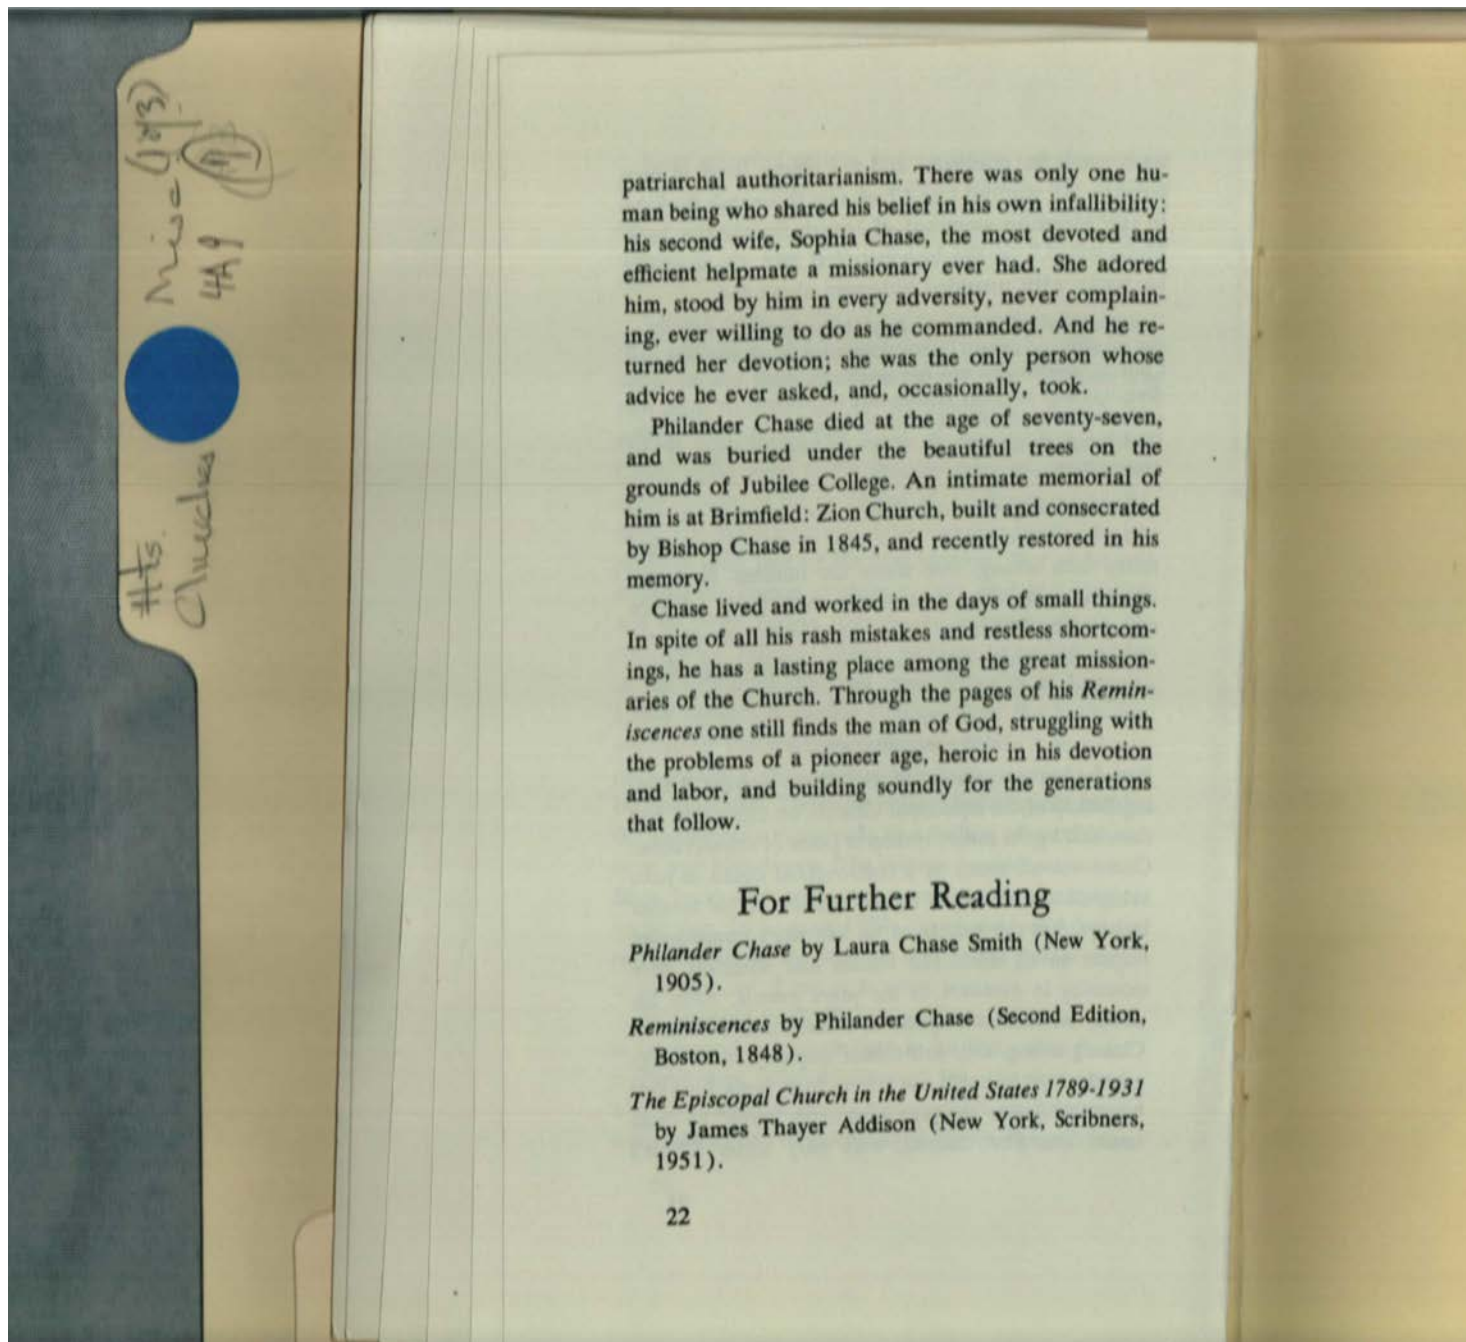 Hts. Misc (1of3)
Churches 4A9
patriarchal authoritarianism. There was only one hu-
man being who shared his belief in his own infallibility:
his second wife, Sophia Chase, the most devoted and
efficient helpmate a missionary ever had. She adored
him, stood by him in every adversity, never complain-
ing, ever willing to do as he commanded. And he re-
turned her devotion; she was the only person whose
advice he ever asked, and, occasionally, took.
Philander Chase died at the age of seventy-seven,
and was buried under the beautiful trees on the
grounds of Jubilee College. An intimate memorial of
him is at Brimfield: Zion Church, built and consecrated
by Bishop Chase in 1845, and recently restored in his
memory.
Chase lived and worked in the days of small things.
In spite of all his rash mistakes and restless shortcom-
ings, he has a lasting place among the great mission-
aries of the Church. Through the pages of his Remin-
iscences one still finds the man of God, struggling with
the problems of a pioneer age, heroic in his devotion
and labor, and building soundly for the generations
that follow.
For Further Reading
Philander Chase by Laura Chase Smith (New York,
1905).
Reminiscences by Philander Chase (Second Edition,
Boston, 1848).
The Episcopal Church in the United States 1789-1931
by James Thayer Addison (New York, Scribners,
1951).
22